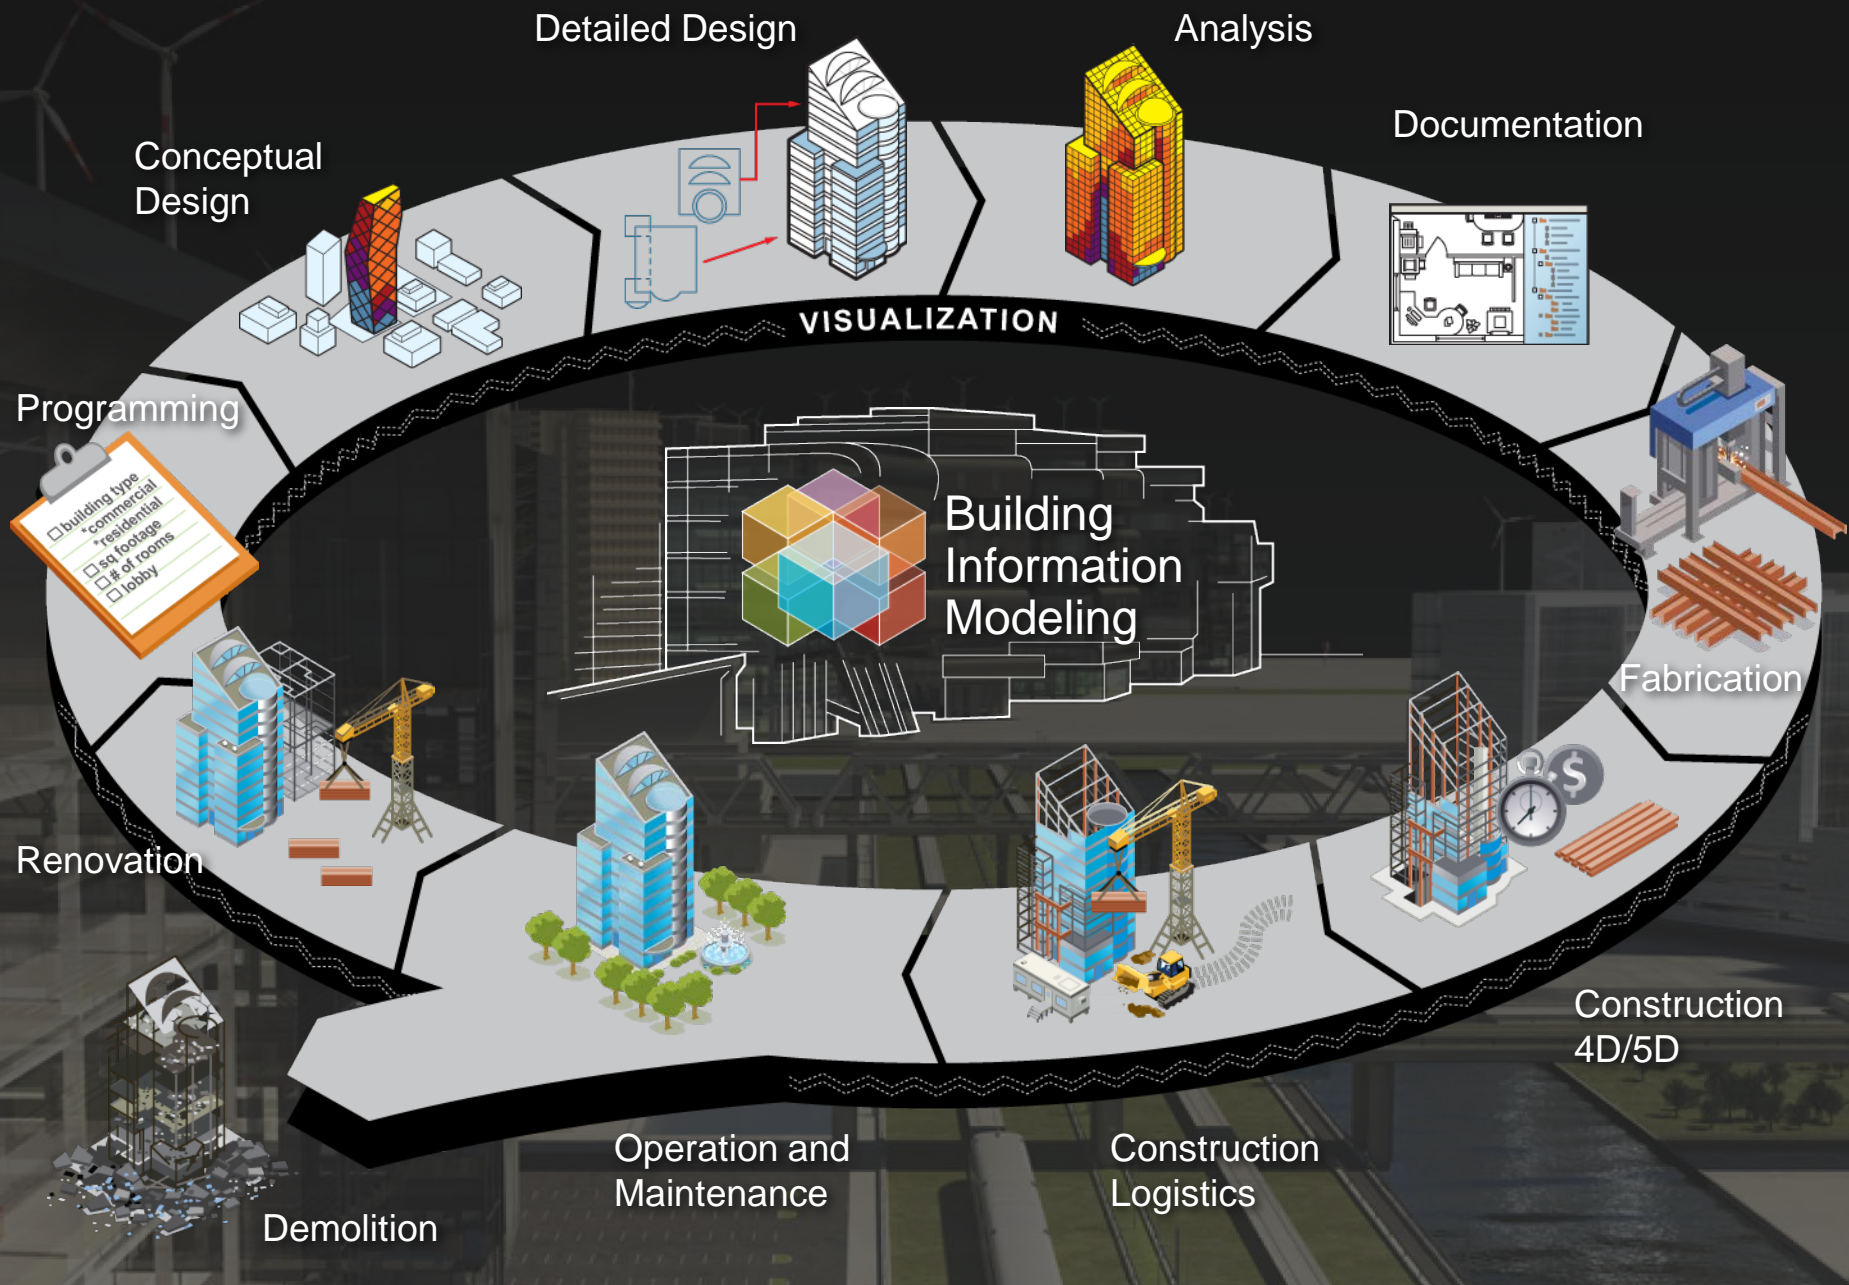 Detailed Design
Analysis
Documentation
Conceptual
Design
VISUALIZATION
Programming
building type
*commercial
*residential
sq footage
# of rooms
lobby
Building
Information
Modeling
Fabrication
$
Renovation
Construction
4D/5D
Operation and
Maintenance
Construction
Logistics
Demolition